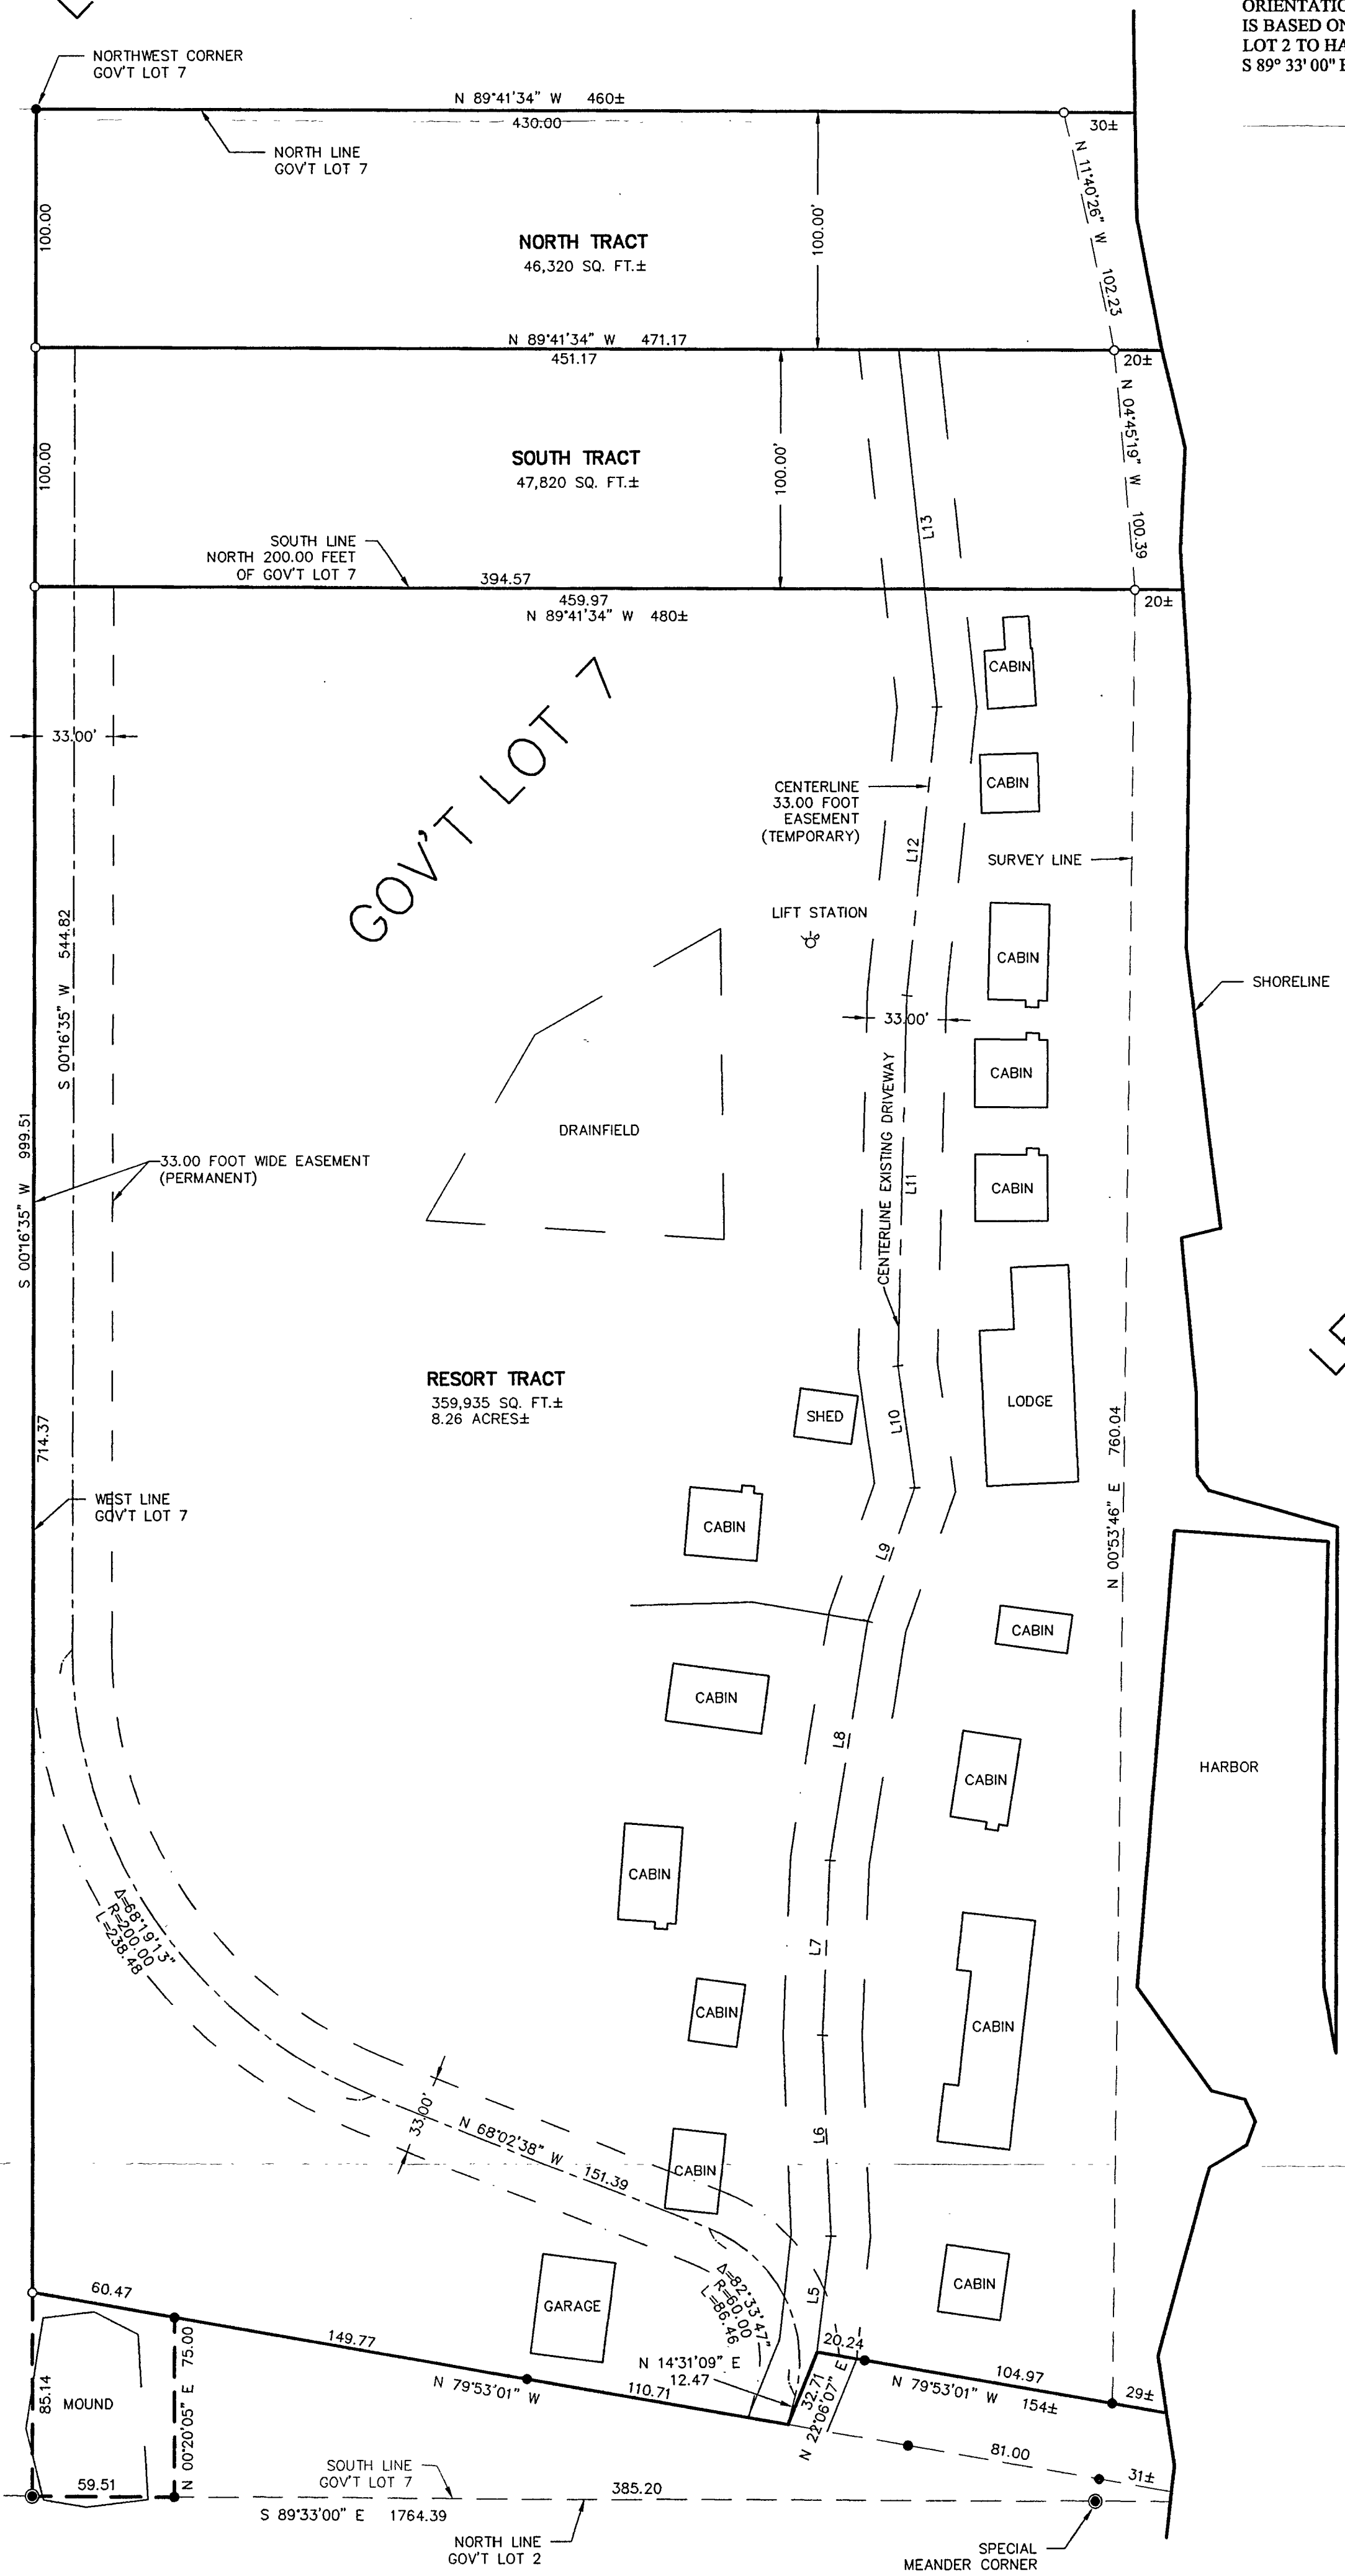 ORIENTATIO
IS BASED ON
LOT 2 TO HA
S 89° 33' 00" E
NORTHWEST CORNER
GOV'T LOT 7
N 89°41'34" W 460±
430.00
30±
NORTH LINE
GOV'T LOT 7
N 11°40'26" W 102.23
100.00
100.00'
NORTH TRACT
46,320 SQ. FT.±
N 89°41'34" W 471.17
451.17
20±
N 04°45'19" W 100.39
100.00
100.00'
SOUTH TRACT
47,820 SQ. FT.±
L13
SOUTH LINE
NORTH 200.00 FEET
OF GOV'T LOT 7
394.57
459.97
N 89°41'34" W 480±
20±
CABIN
GOV'T LOT 7
33.00'
CENTERLINE
33.00 FOOT
EASEMENT
(TEMPORARY)
CABIN
L12
SURVEY LINE
LIFT STATION
CABIN
S 00°16'35" W 544.82
SHORELINE
33.00'
CENTERLINE EXISTING DRIVEWAY
CABIN
DRAINFIELD
S 00°16'35" W 999.51
33.00 FOOT WIDE EASEMENT
(PERMANENT)
L11
CABIN
RESORT TRACT
359,935 SQ. FT.±
8.26 ACRES±
SHED
L10
LODGE
714.37
N 00°53'46" E 760.04
WEST LINE
GOV'T LOT 7
CABIN
L9
CABIN
CABIN
L8
CABIN
HARBOR
CABIN
Δ=68°19'13"
R=200.00
L=238.48
L7
CABIN
CABIN
33.00'
N 68°02'38" W 151.39
L6
CABIN
CABIN
L5
Δ=82°33'47"
R=60.00
L=86.46
GARAGE
60.47
149.77
N 79°53'01" W
110.71
N 14°31'09" E
12.47
20.24
32.71
N 22°06'07" E
104.97
N 79°53'01" W 154±
29±
85.14
MOUND
N 00°20'05" E 75.00
59.51
SOUTH LINE
GOV'T LOT 7
385.20
81.00
31±
S 89°33'00" E 1764.39
NORTH LINE
GOV'T LOT 2
SPECIAL
MEANDER CORNER